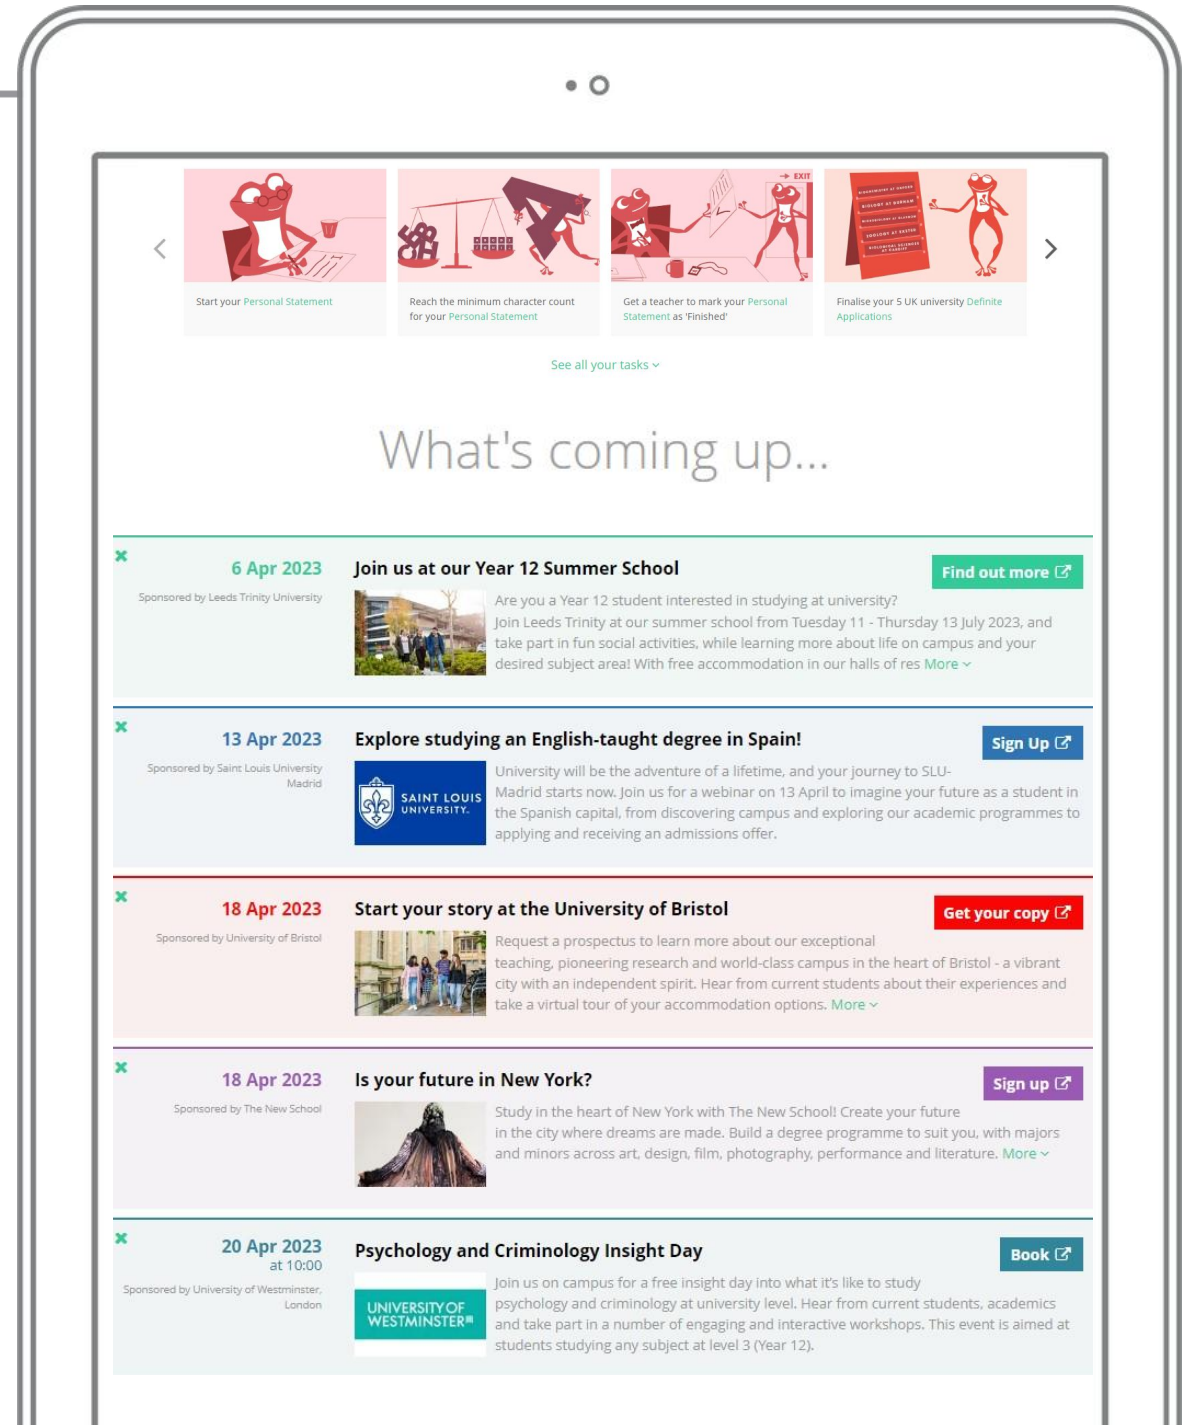 → EXIT
BIOCHEMISTRY AT OXFORD
BIOLOGY AT DURHAM
ZOOLOGY AT EXETER
BIOLOGICAL SCIENCES
AT CARDIFF
Start your Personal Statement
Reach the minimum character count
for your Personal Statement
Get a teacher to mark your Personal
Statement as 'Finished'
Finalise your 5 UK university Definite
Applications
See all your tasks
What's coming up...
6 Apr 2023
Sponsored by Leeds Trinity University
Join us at our Year 12 Summer School
Find out more
Are you a Year 12 student interested in studying at university?
Join Leeds Trinity at our summer school from Tuesday 11 - Thursday 13 July 2023, and
take part in fun social activities, while learning more about life on campus and your
desired subject area! With free accommodation in our halls of res More
13 Apr 2023
Sponsored by Saint Louis University
Madrid
Explore studying an English-taught degree in Spain!
Sign Up
SAINT LOUIS
UNIVERSITY.
University will be the adventure of a lifetime, and your journey to SLU-
Madrid starts now. Join us for a webinar on 13 April to imagine your future as a student in
the Spanish capital, from discovering campus and exploring our academic programmes to
applying and receiving an admissions offer.
18 Apr 2023
Sponsored by University of Bristol
Start your story at the University of Bristol
Get your copy
Request a prospectus to learn more about our exceptional
teaching, pioneering research and world-class campus in the heart of Bristol - a vibrant
city with an independent spirit. Hear from current students about their experiences and
take a virtual tour of your accommodation options. More
18 Apr 2023
Sponsored by The New School
Is your future in New York?
Sign up
Study in the heart of New York with The New School! Create your future
in the city where dreams are made. Build a degree programme to suit you, with majors
and minors across art, design, film, photography, performance and literature. More
20 Apr 2023
at 10:00
Sponsored by University of Westminster,
London
Psychology and Criminology Insight Day
Book
UNIVERSITY OF
WESTMINSTER
Join us on campus for a free insight day into what it's like to study
psychology and criminology at university level. Hear from current students, academics
and take part in a number of engaging and interactive workshops. This event is aimed at
students studying any subject at level 3 (Year 12).